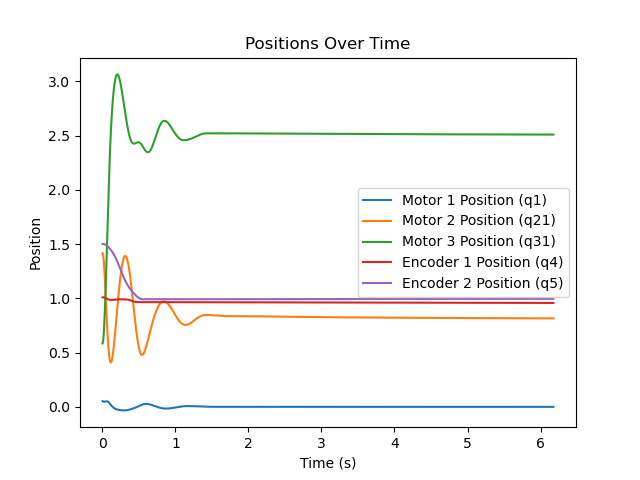 Positions Over Time
3.0
2.5
2.0
1.5
1.0
0.5
0.0
Position
Motor 1 Position (q1)
Motor 2 Position (q21)
Motor 3 Position (q31)
Encoder 1 Position (q4)
Encoder 2 Position (q5)
0 1 2 3 4 5 6
Time (s)